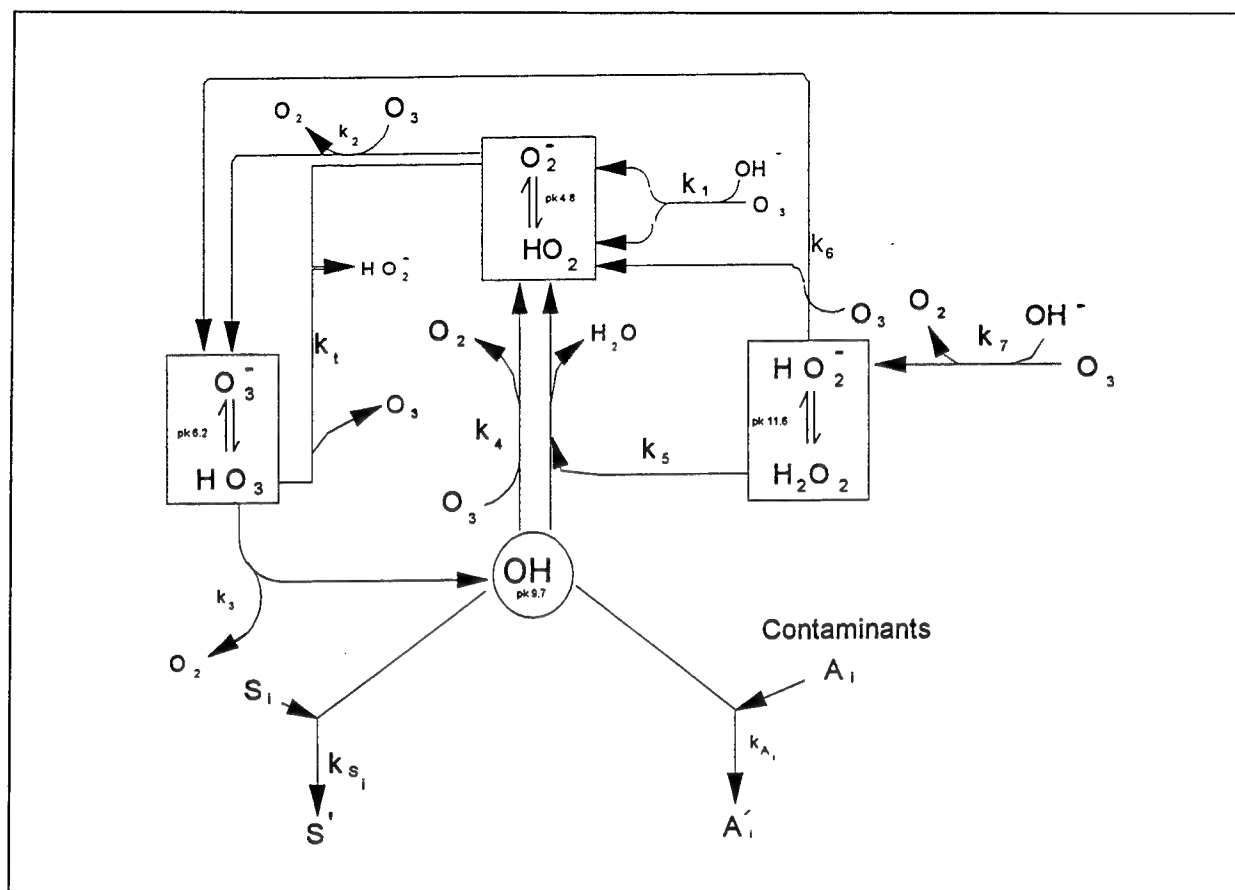 O2 k2 O3
O2-
pk 4.8
HO2
k1 OH-
O3
k6
HO2-
kt
O3
O2 H2O
k4
O3
k5
O3
O2 k7 OH-
O3
HO2-
pk 11.6
H2O2
O3-
pk 6.2
HO3
OH
pk 9.7
k3
O2
Contaminants
Si
Ai
kSi
kAi
S'
A'i